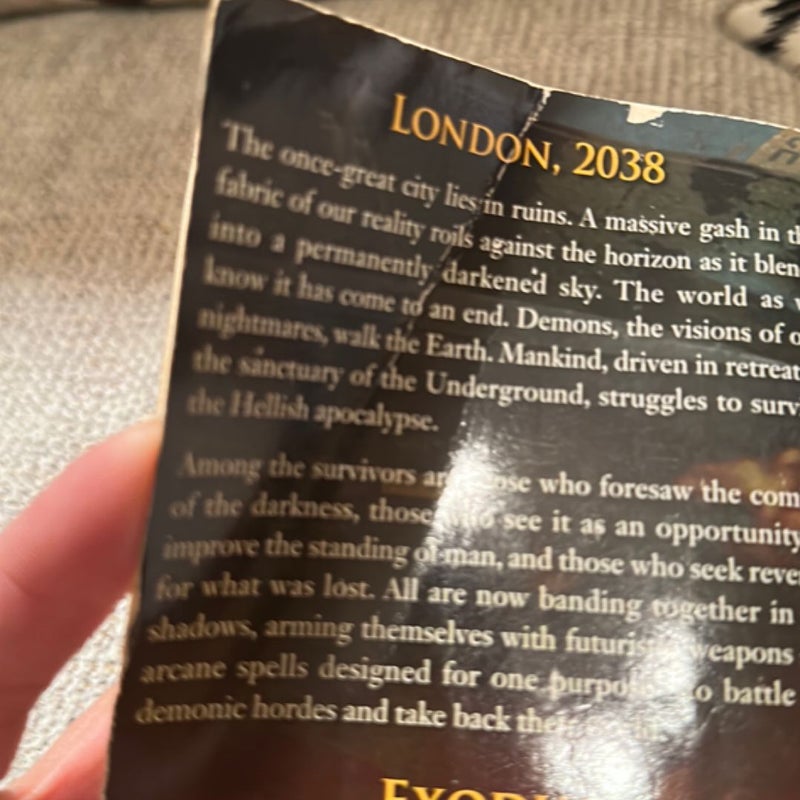 LONDON, 2038
The once-great city lies in ruins. A massive gash in th
fabric of our reality roils against the horizon as it blen
into a permanently darkened sky. The world as w
know it has come to an end. Demons, the visions of o
nightmares, walk the Earth. Mankind, driven in retreat
the sanctuary of the Underground, struggles to surv
the Hellish apocalypse.
Among the survivors are those who foresaw the com
of the darkness, those who see it as an opportunity
improve the standing of man, and those who seek reve
for what was lost. All are now banding together in
shadows, arming themselves with futuristic weapons
arcane spells designed for one purpose: to battle
demonic hordes and take back their
EXODU